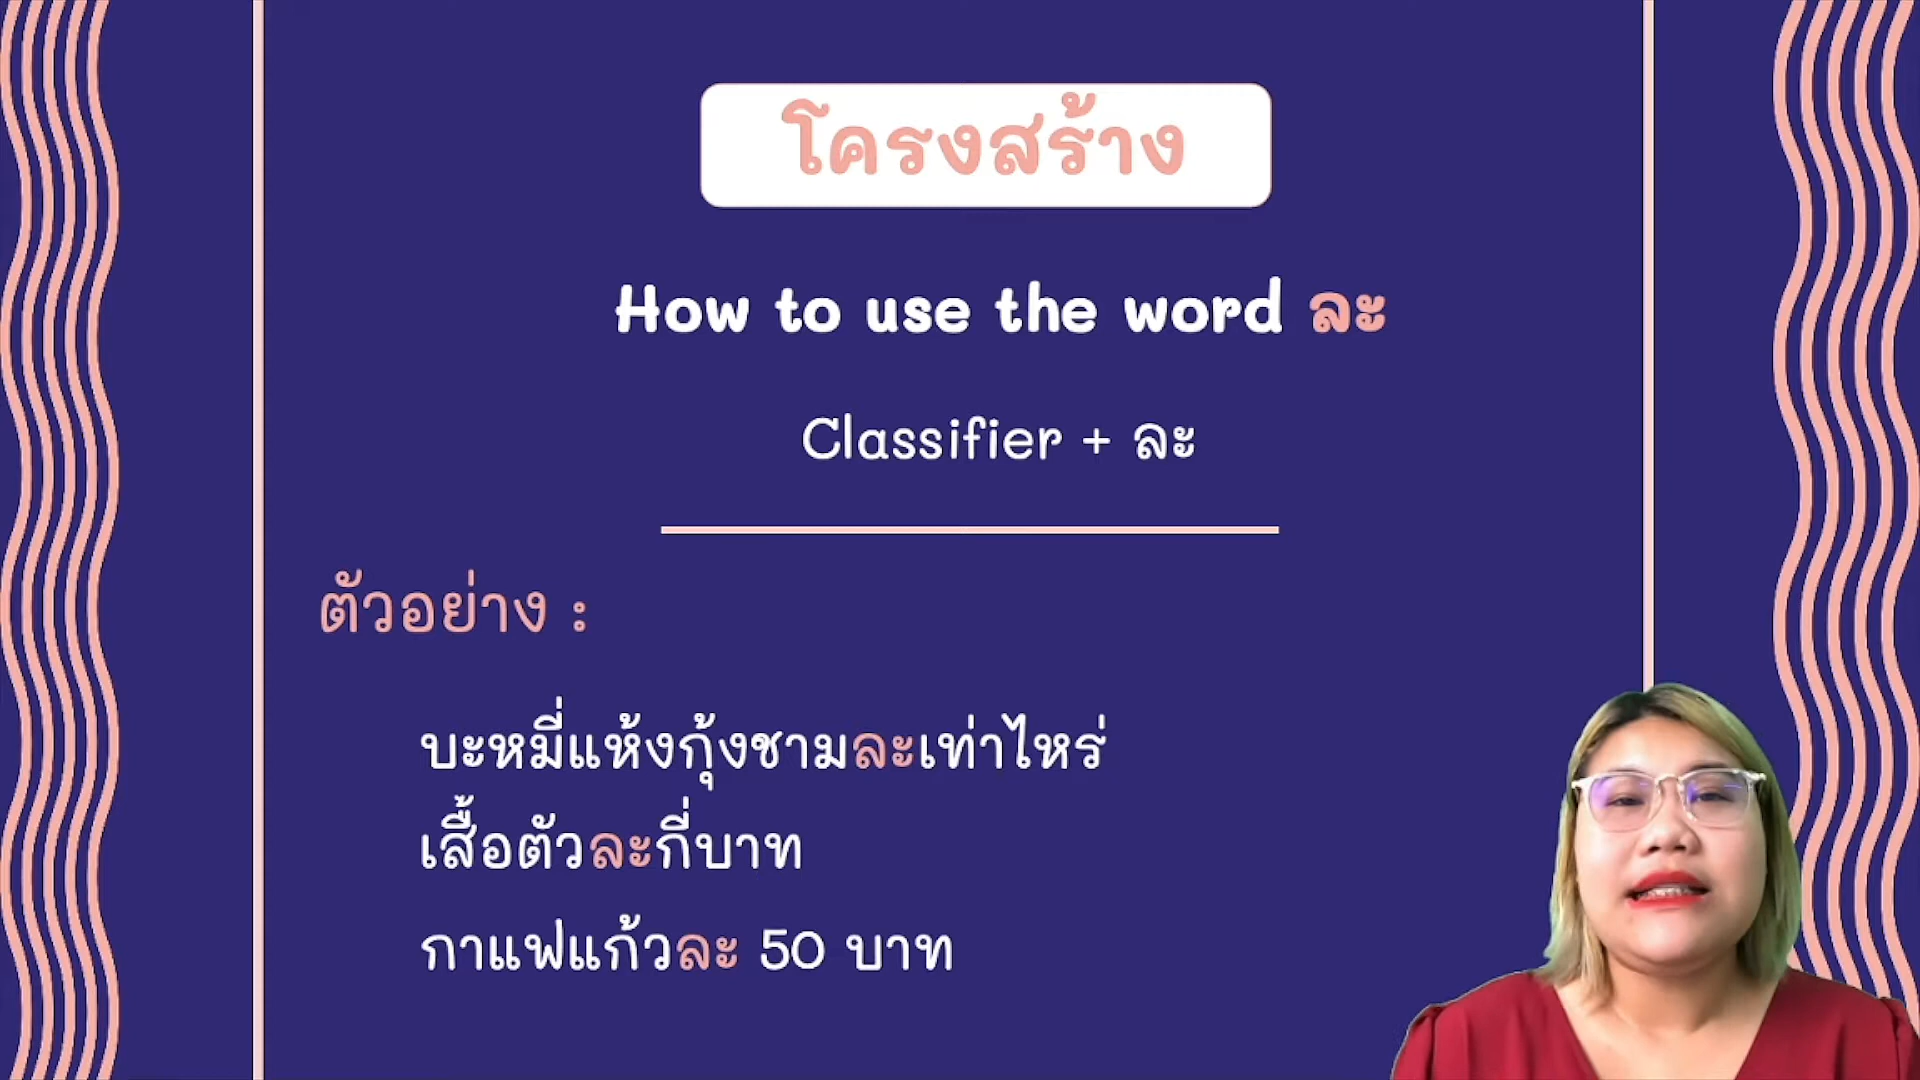 โครงสร้าง
How to use the word ละ
Classifier + ละ
ตัวอย่าง :
บะหมี่แห้งกุ้งชามละเท่าไหร่
เสื้อตัวละกี่บาท
กาแฟแก้วละ 50 บาท